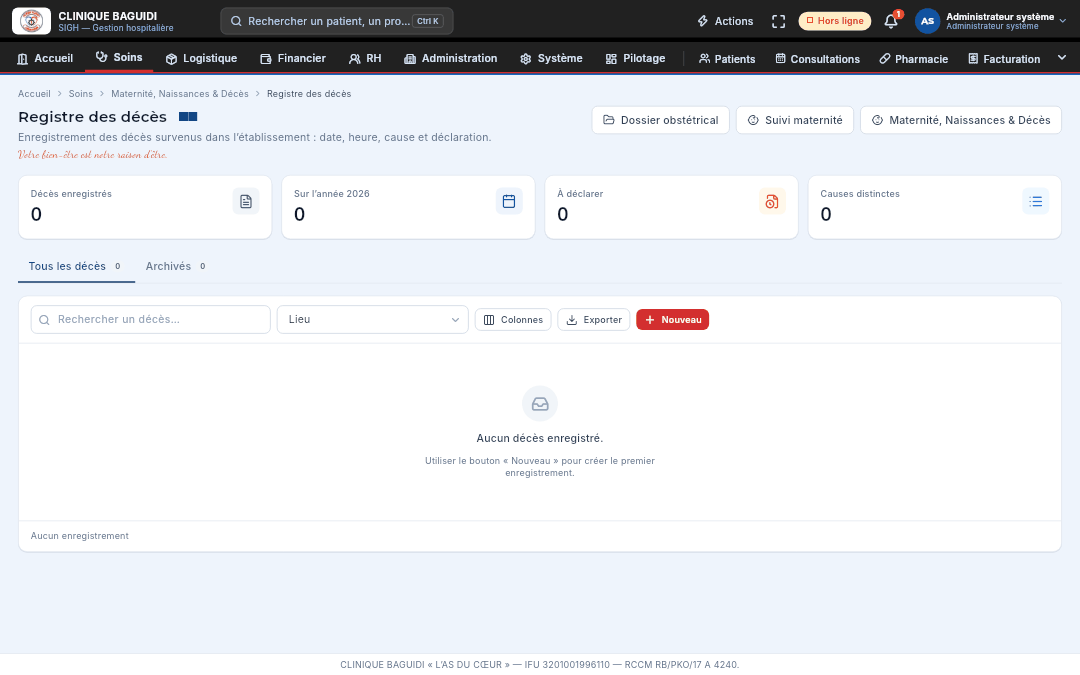 CLINIQUE BAGUIDI
SIGH — Gestion hospitalière
Rechercher un patient, un pro... Ctrl K
Actions
Hors ligne
1
AS
Administrateur système
Administrateur système
Accueil Soins Logistique Financier RH Administration Système Pilotage Patients Consultations Pharmacie Facturation
Accueil > Soins > Maternité, Naissances & Décès > Registre des décès
Registre des décès
Enregistrement des décès survenus dans l'établissement : date, heure, cause et déclaration.
Votre bien-être est notre raison d'être.
Dossier obstétrical Suivi maternité Maternité, Naissances & Décès
Décès enregistrés
0
Sur l'année 2026
0
À déclarer
0
Causes distinctes
0
Tous les décès 0 Archivés 0
Rechercher un décès... Lieu Colonnes Exporter Nouveau
Aucun décès enregistré.
Utiliser le bouton « Nouveau » pour créer le premier
enregistrement.
Aucun enregistrement
CLINIQUE BAGUIDI « L'AS DU CŒUR » — IFU 3201001996110 — RCCM RB/PKO/17 A 4240.